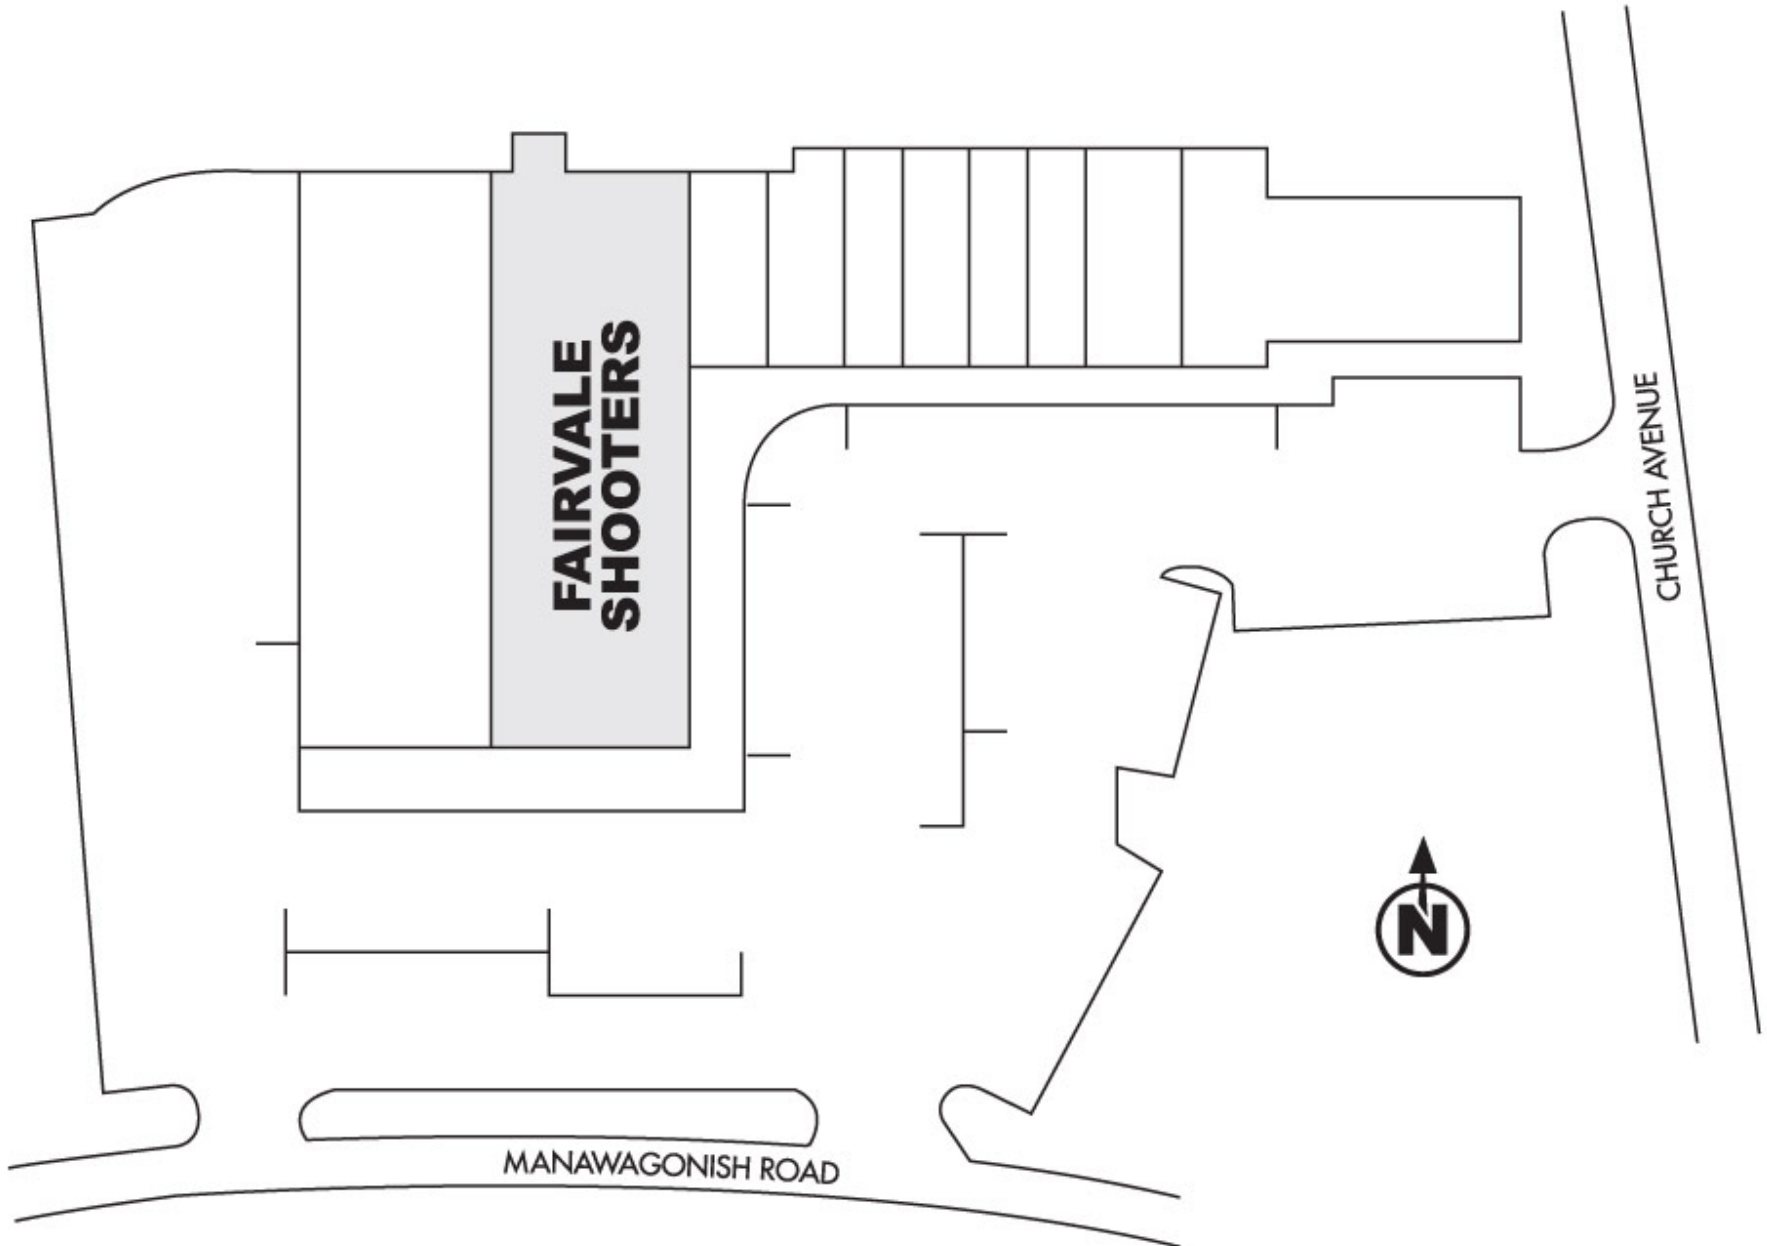 FAIRVALE
SHOOTERS
CHURCH AVENUE
N
MANAWAGONISH ROAD